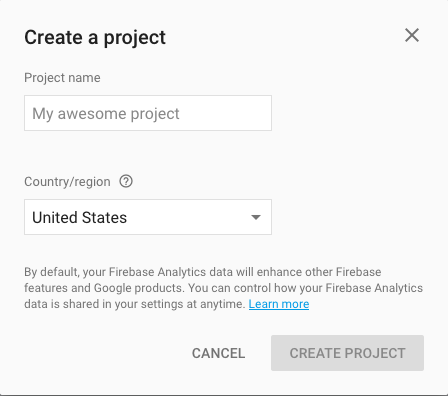 Create a project
Project name
My awesome project
Country/region
United States
By default, your Firebase Analytics data will enhance other Firebase
features and Google products. You can control how your Firebase Analytics
data is shared in your settings at anytime. Learn more
CANCEL
CREATE PROJECT